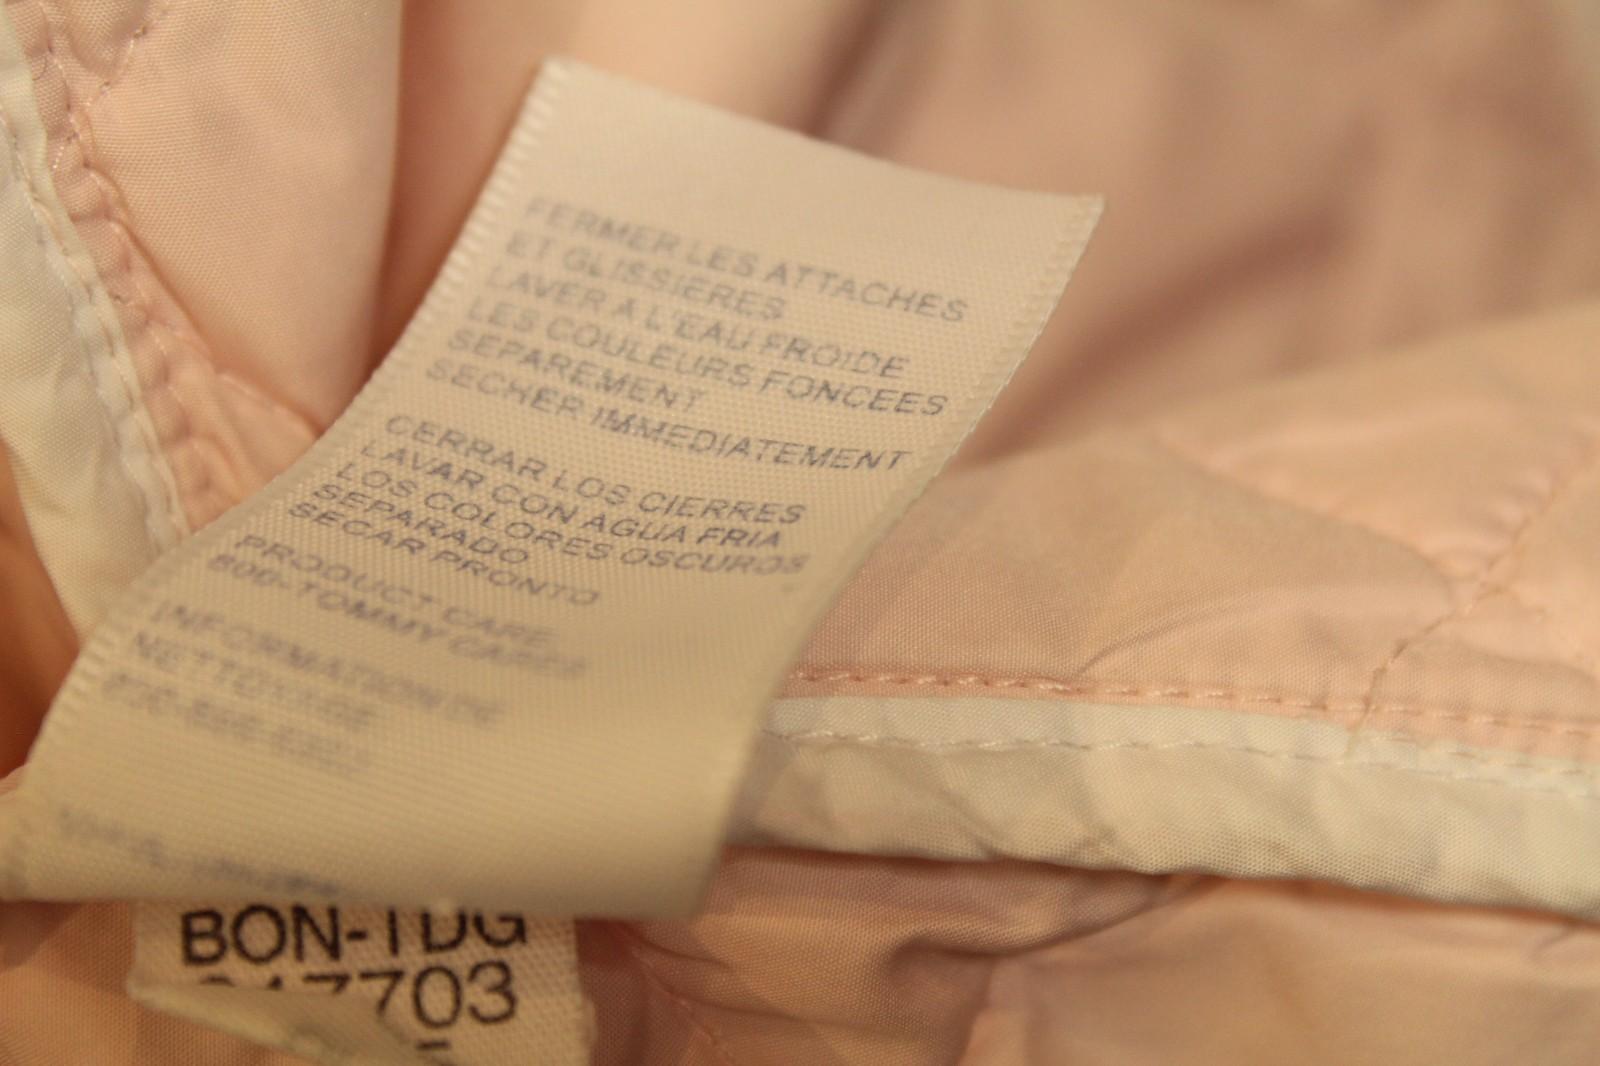 FERMER LES ATTACHES
ET GLISSIERES
LAVER A L'EAU FROIDE
LES COULEURS FONCEES
SEPAREMENT
SECHER IMMEDIATEMENT
CERRAR LOS CIERRES
LAVAR CON AGUA FRIA
LOS COLORES OSCUROS
SEPARADO
SECAR PRONTO
PRODUCT CARE
800-TOMMY CARES
INFORMATION DE
NETTOYAGE
BON-TDG
7703